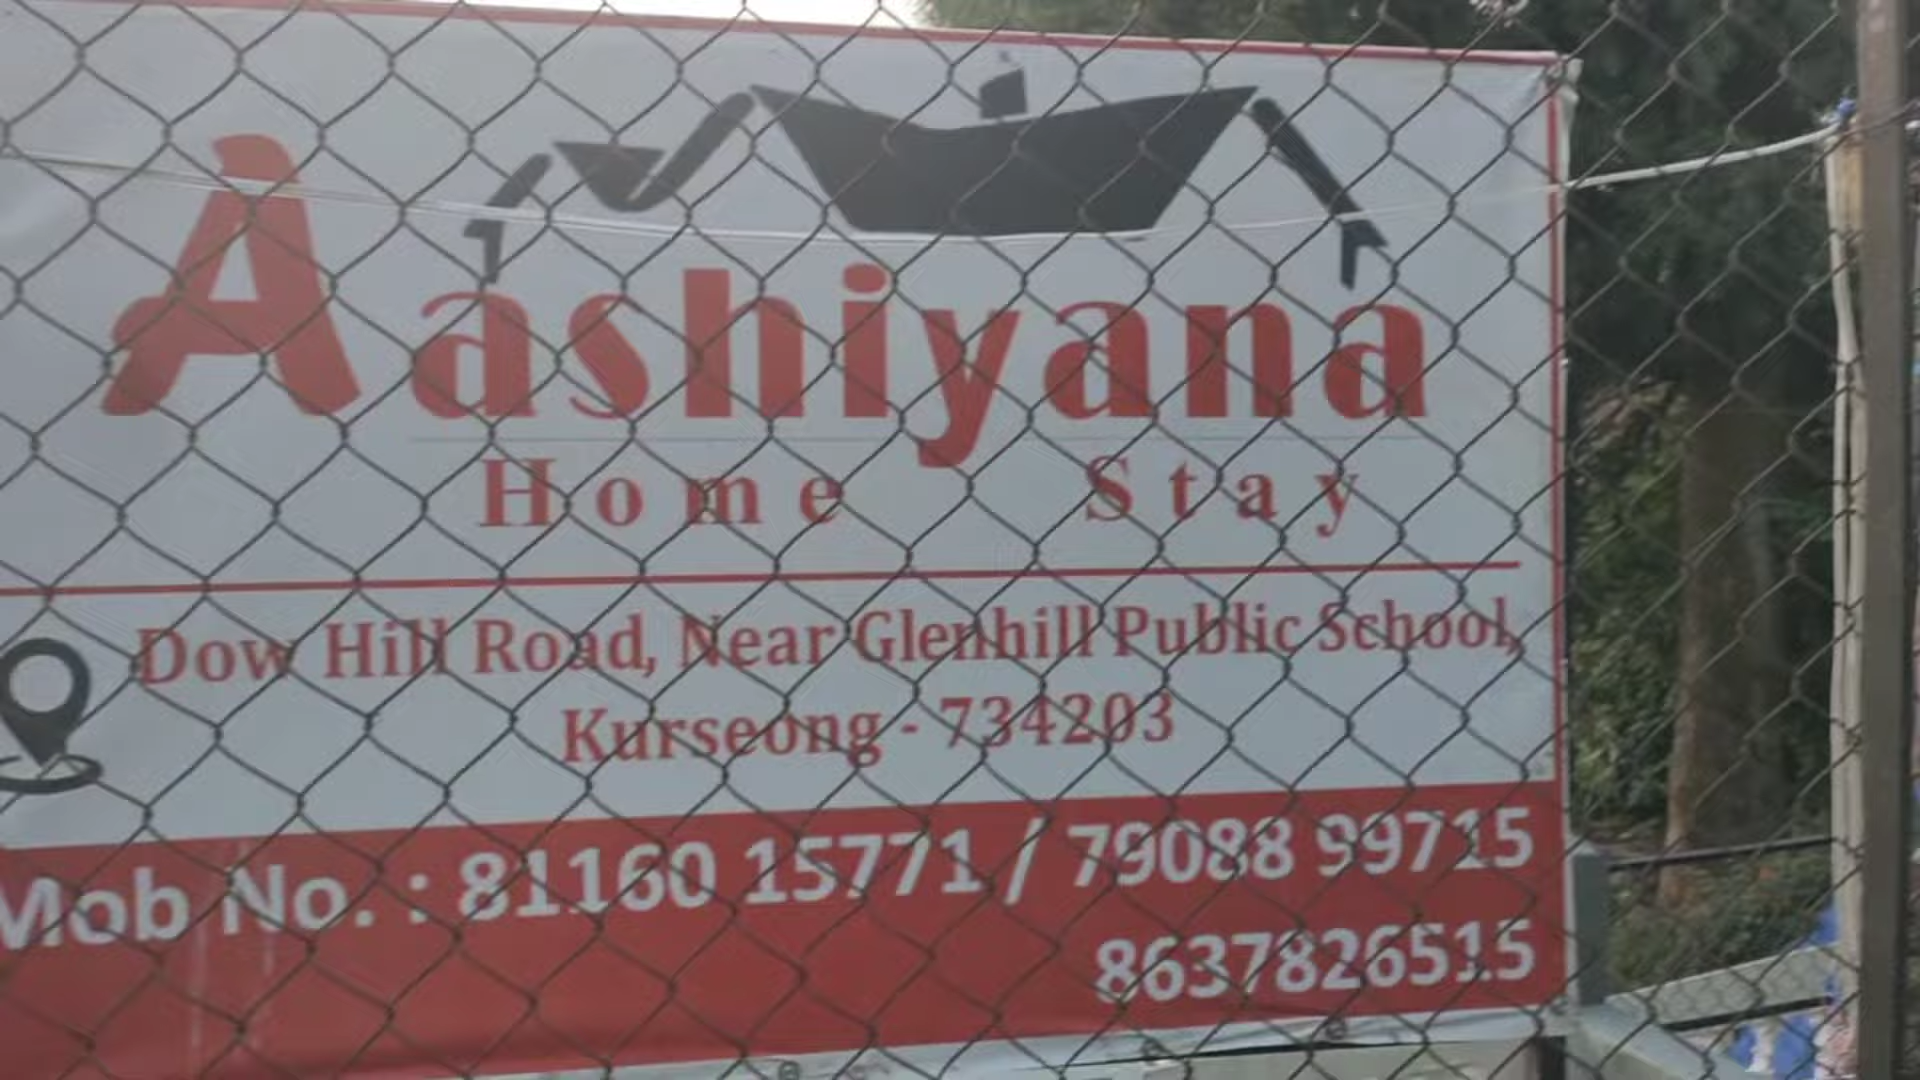 Aashiyana
Home Stay
Dow Hill Road, Near Glenhill Public School,
Kurseong - 734203
Mob No. : 81160 15771 / 79088 99715
8637826515